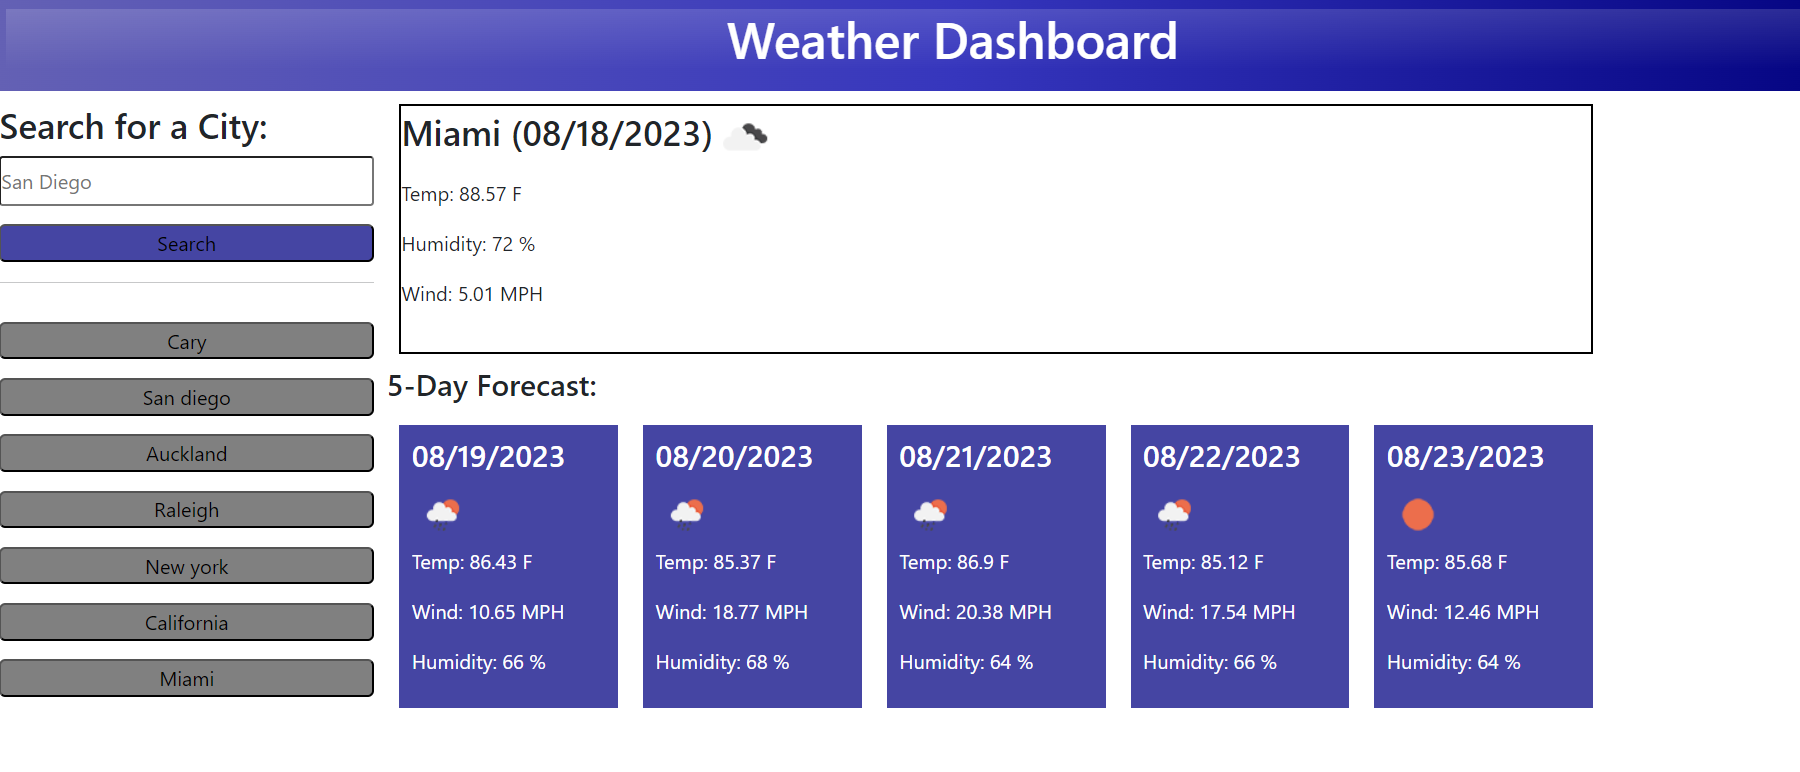 Weather Dashboard
Search for a City:
San Diego
Search
Cary
San diego
Auckland
Raleigh
New york
California
Miami
Miami (08/18/2023)
Temp: 88.57 F
Humidity: 72 %
Wind: 5.01 MPH
5-Day Forecast:
08/19/2023
Temp: 86.43 F
Wind: 10.65 MPH
Humidity: 66 %
08/20/2023
Temp: 85.37 F
Wind: 18.77 MPH
Humidity: 68 %
08/21/2023
Temp: 86.9 F
Wind: 20.38 MPH
Humidity: 64 %
08/22/2023
Temp: 85.12 F
Wind: 17.54 MPH
Humidity: 66 %
08/23/2023
Temp: 85.68 F
Wind: 12.46 MPH
Humidity: 64 %